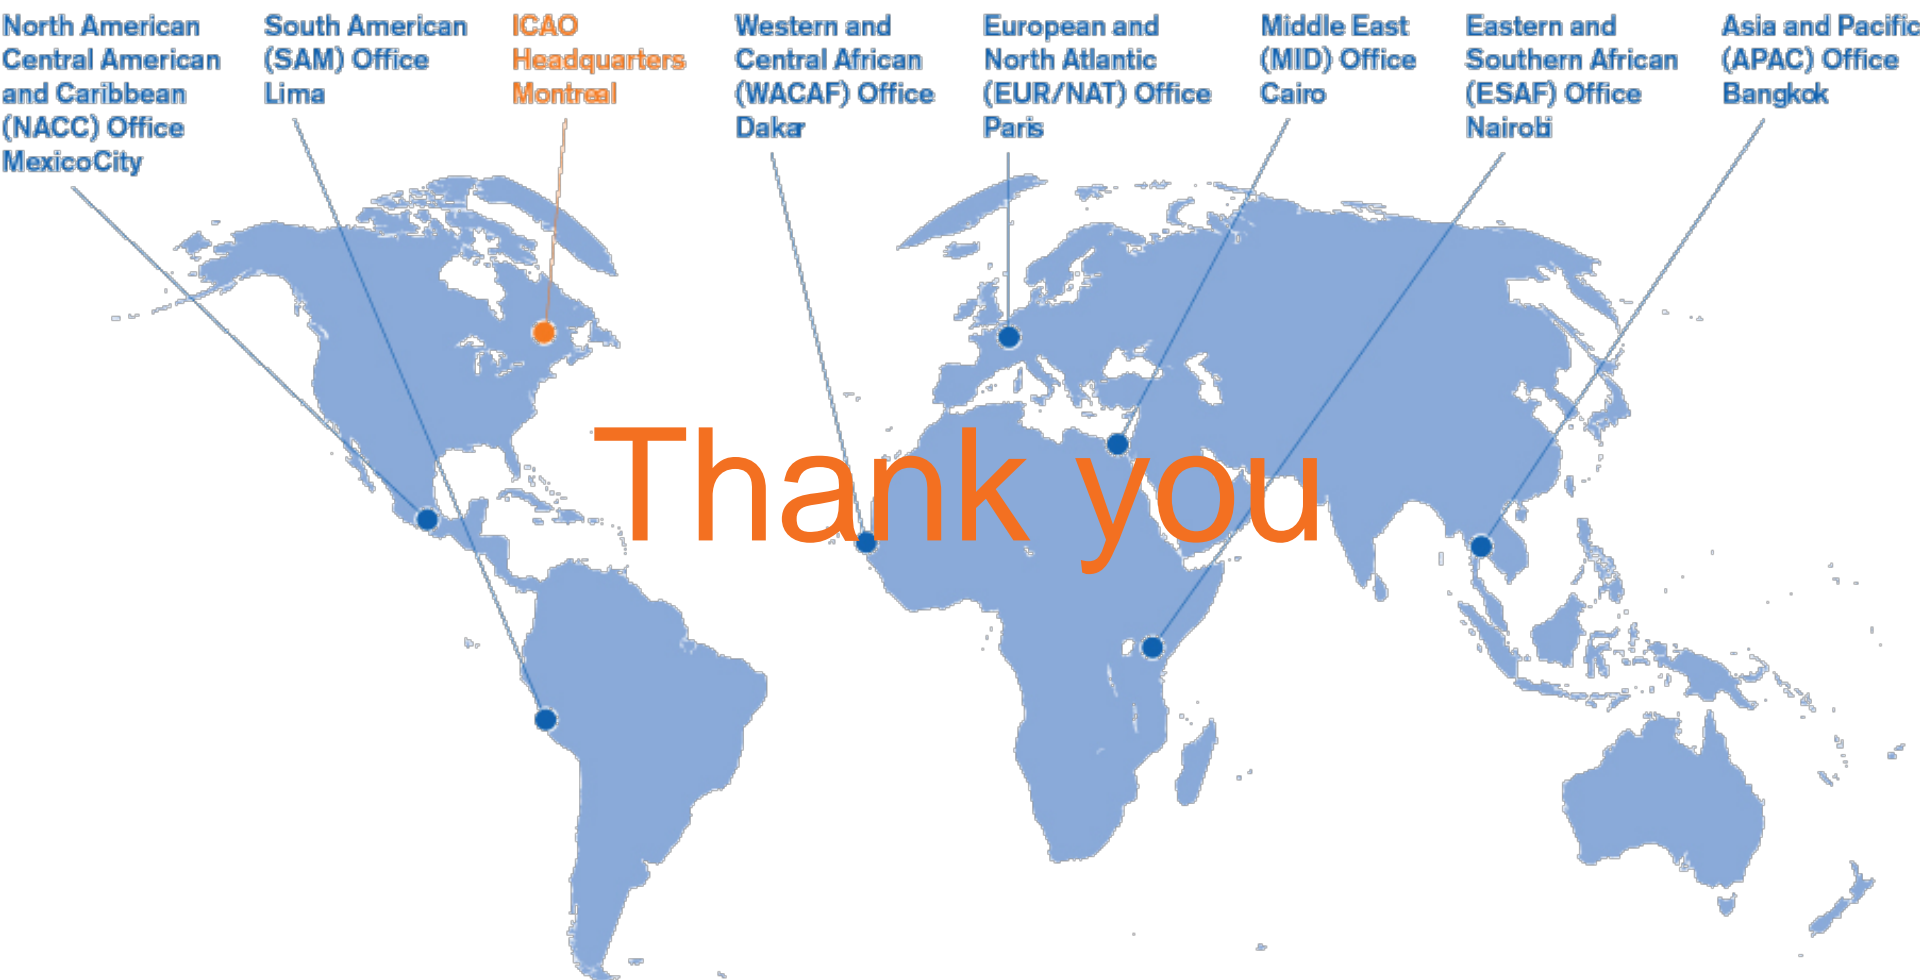 North American
Central American
and Caribbean
(NACC) Office
MexicoCity
South American
(SAM) Office
Lima
ICAO
Headquarters
Montreal
Western and
Central African
(WACAF) Office
Dakar
European and
North Atlantic
(EUR/NAT) Office
Paris
Middle East
(MID) Office
Cairo
Eastern and
Southern African
(ESAF) Office
Nairobi
Asia and Pacific
(APAC) Office
Bangkok
Thank you